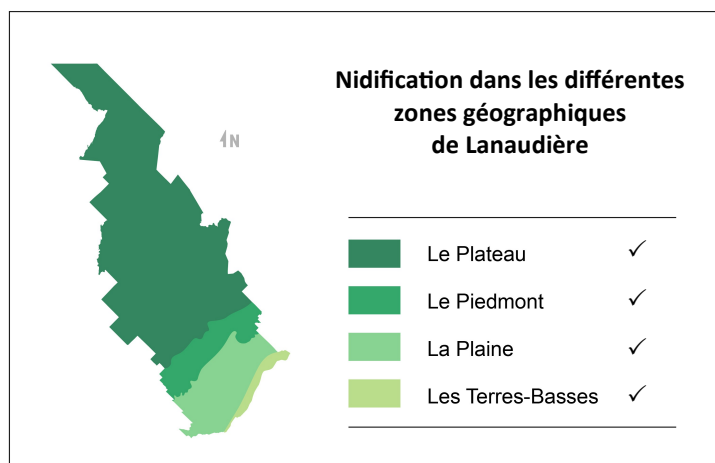 Nidification dans les différentes
zones géographiques
de Lanaudière
N
Le Plateau ✓
Le Piedmont ✓
La Plaine ✓
Les Terres-Basses ✓